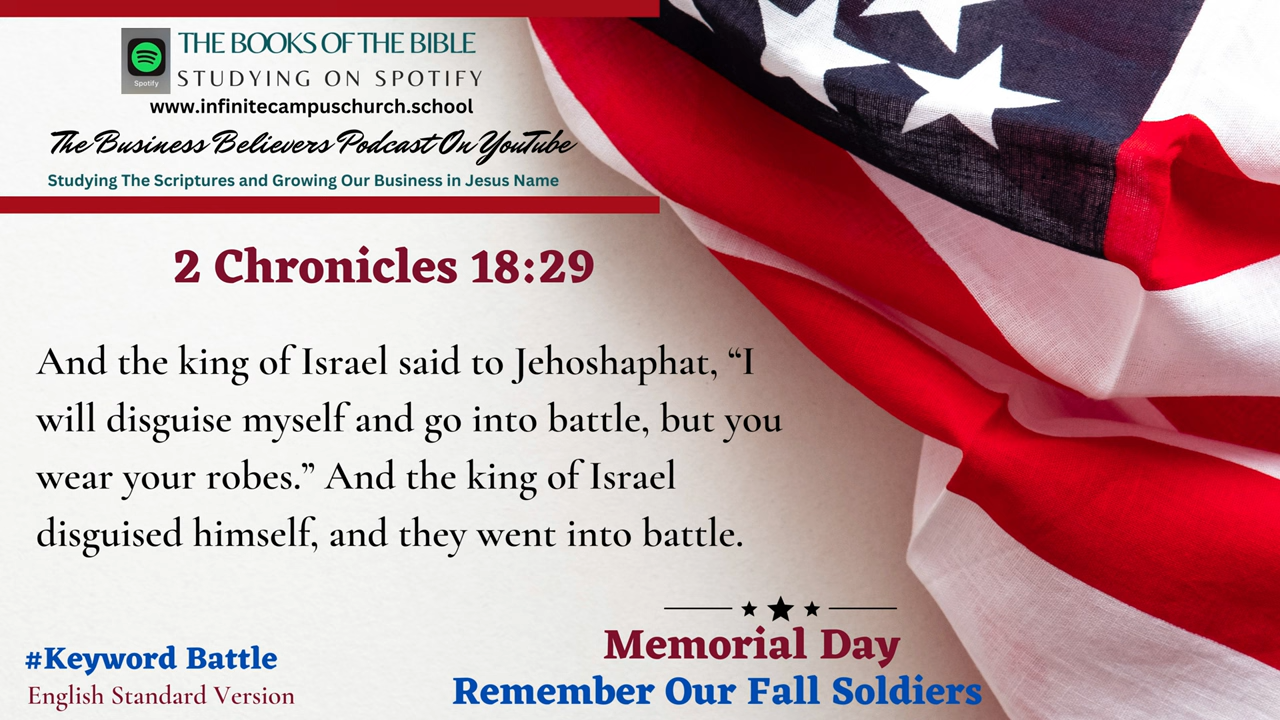 THE BOOKS OF THE BIBLE
Spotify
STUDYING ON SPOTIFY
www.infinitecampuschurch.school
The Business Believers Podcast On YouTube
Studying The Scriptures and Growing Our Business in Jesus Name
2 Chronicles 18:29
And the king of Israel said to Jehoshaphat, “I
will disguise myself and go into battle, but you
wear your robes.” And the king of Israel
disguised himself, and they went into battle.
Memorial Day
Remember Our Fall Soldiers
#Keyword Battle
English Standard Version